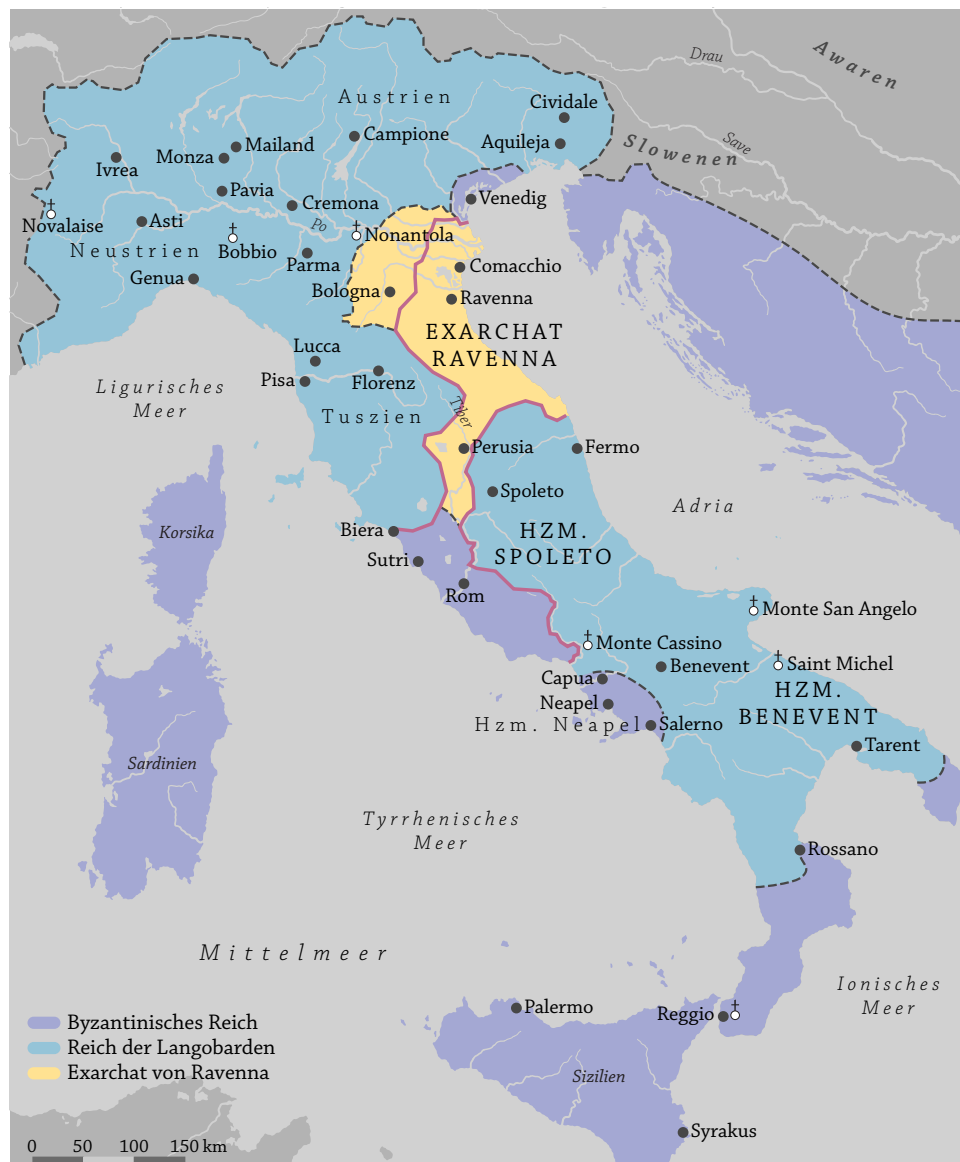 Drau
Awaren
Austrien
Cividale
Campione
Aquileja
Save
Slowenen
Mailand
Monza
Ivrea
Pavia
Cremona
Venedig
Novalaise
Asti
Po
Nonantola
Neustrien
Bobbio
Parma
Comacchio
Genua
Bologna
Ravenna
EXARCHAT
RAVENNA
Lucca
Pisa
Florenz
Ligurisches
Meer
Tuszien
Tiber
Perusia
Fermo
Spoleto
Adria
Korsika
Biera
HZM.
SPOLETO
Sutri
Rom
Monte San Angelo
Monte Cassino
Benevent
Saint Michel
Capua
HZM.
BENEVENT
Neapel
Hzm. Neapel
Salerno
Tarent
Sardinien
Tyrrhenisches
Meer
Rossano
Mittelmeer
Ionisches
Meer
Palermo
Reggio
Byzantinisches Reich
Reich der Langobarden
Exarchat von Ravenna
Sizilien
Syrakus
0 50 100 150 km